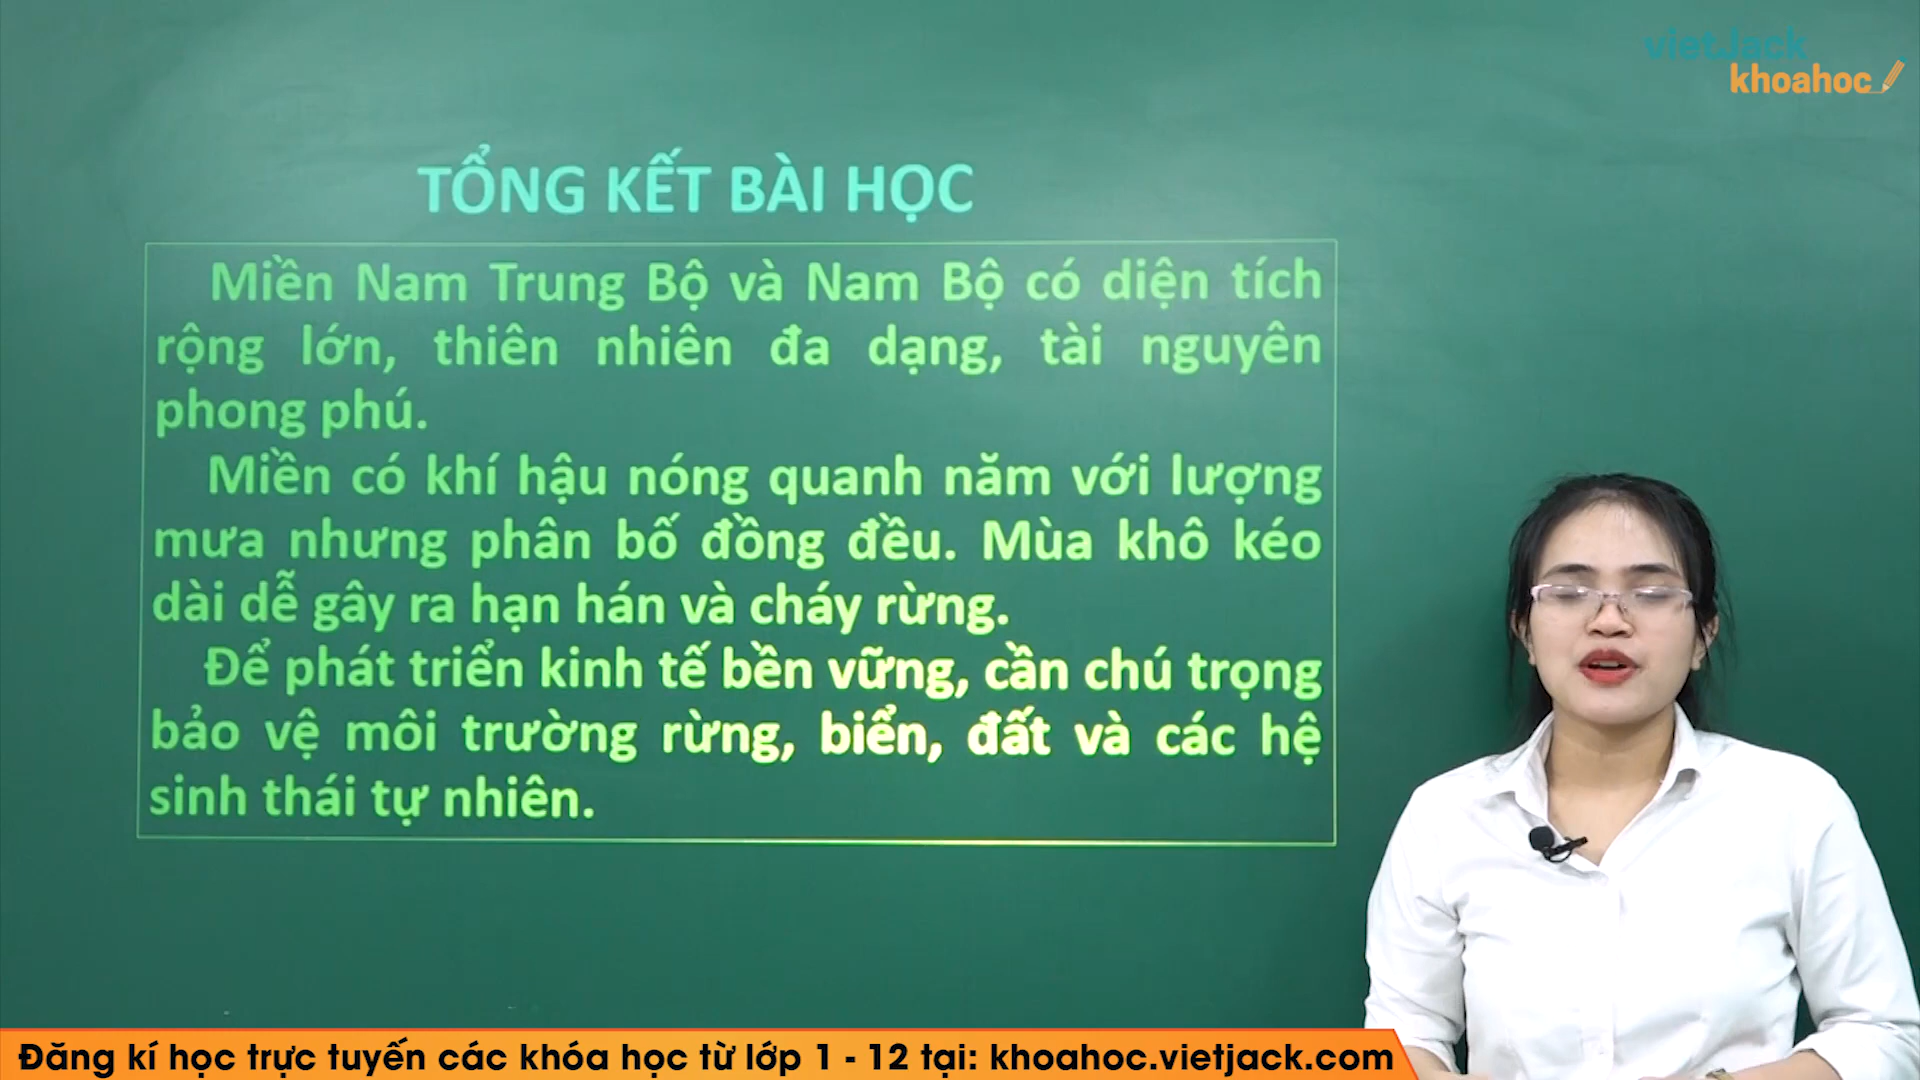 vietJack
khoahoc
TỔNG KẾT BÀI HỌC
Miền Nam Trung Bộ và Nam Bộ có diện tích
rộng lớn, thiên nhiên đa dạng, tài nguyên
phong phú.
Miền có khí hậu nóng quanh năm với lượng
mưa nhưng phân bố đồng đều. Mùa khô kéo
dài dễ gây ra hạn hán và cháy rừng.
Để phát triển kinh tế bền vững, cần chú trọng
bảo vệ môi trường rừng, biển, đất và các hệ
sinh thái tự nhiên.
Đăng kí học trực tuyến các khóa học từ lớp 1 - 12 tại: khoahoc.vietjack.com